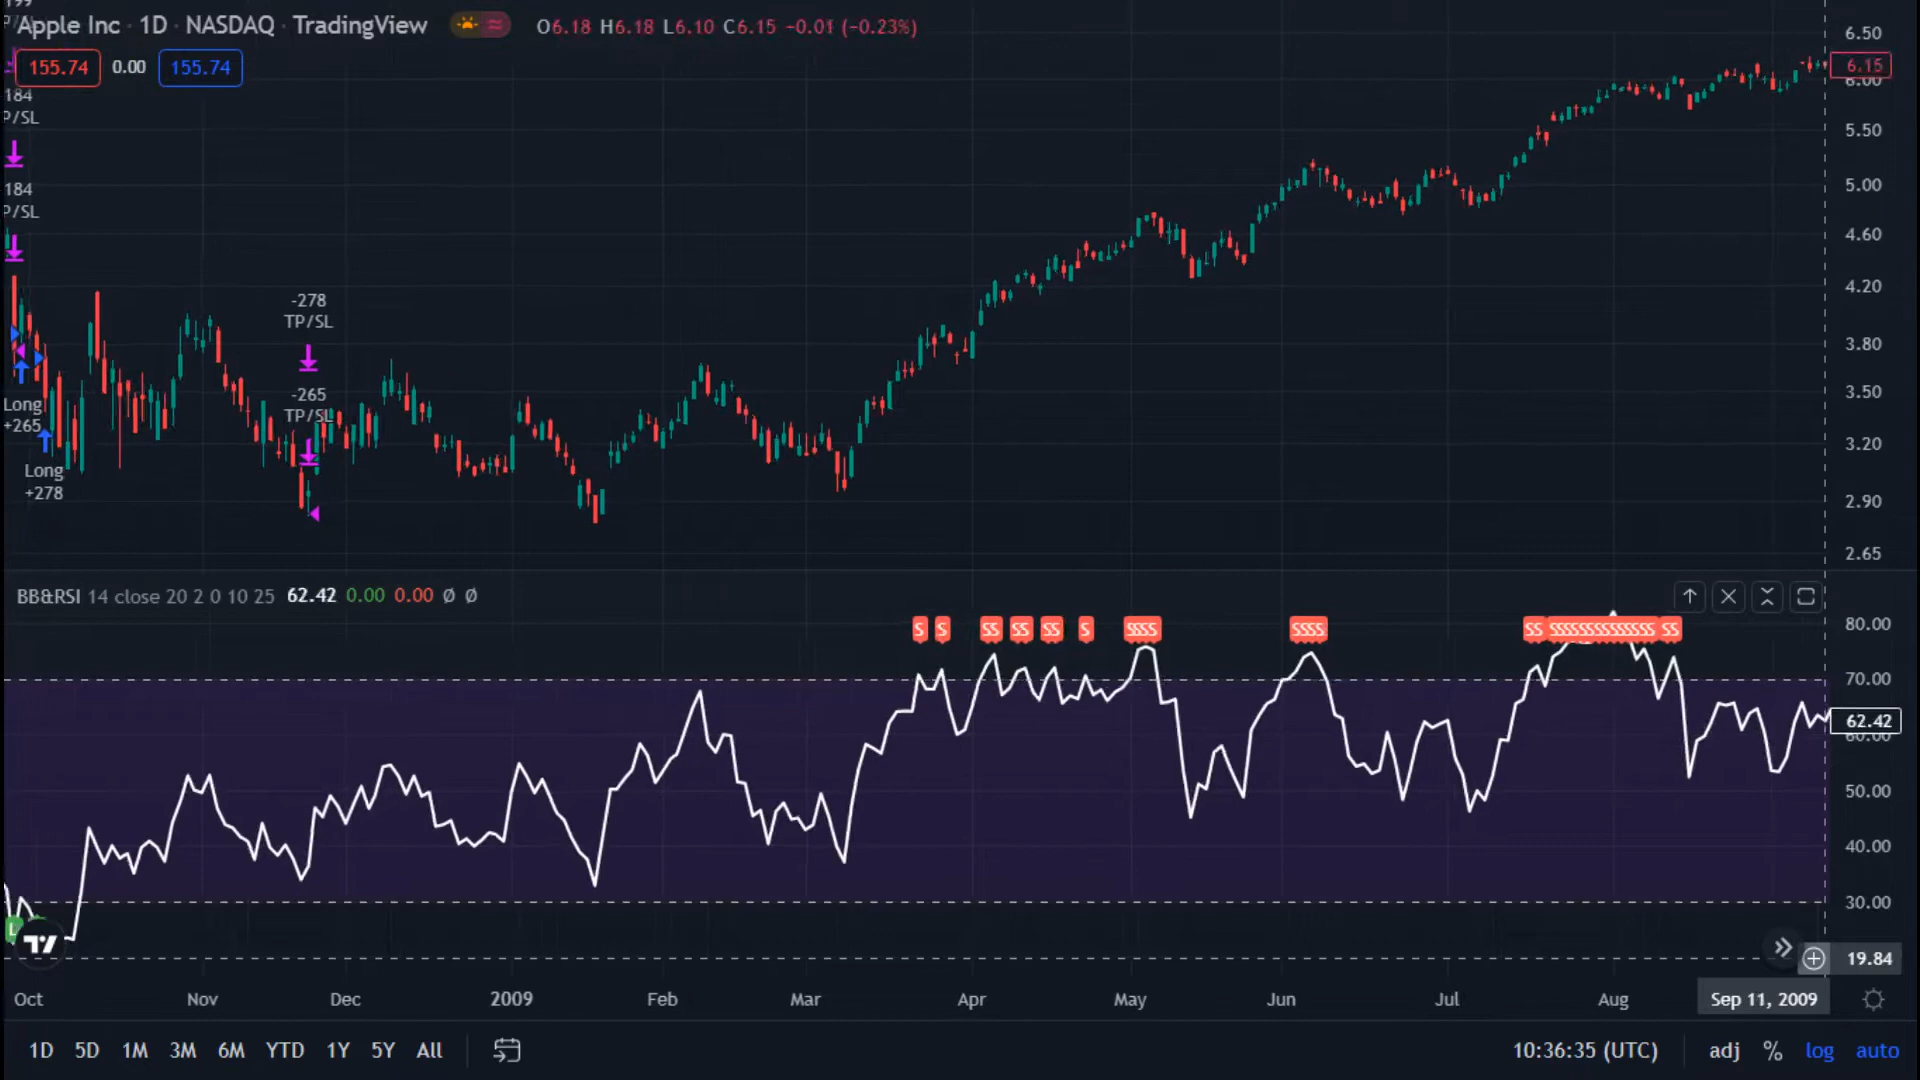 Apple Inc · 1D · NASDAQ · TradingView
O6.18 H6.18 L6.10 C6.15 −0.01 (−0.23%)
155.74 0.00 155.74
184
P/SL
184
P/SL
Long
+265
Long
+278
-278
TP/SL
-265
TP/SL
6.50
6.15
6.00
5.50
5.00
4.60
4.20
3.80
3.50
3.20
2.90
2.65
BB&RSI 14 close 20 2 0 10 25 62.42 0.00 0.00 Ø Ø
S S SS SS SS S SSSS SSSS SS SSSSSSSSSSSSSS SS
80.00
70.00
62.42
60.00
50.00
40.00
30.00
19.84
L
Oct Nov Dec 2009 Feb Mar Apr May Jun Jul Aug Sep 11, 2009
1D 5D 1M 3M 6M YTD 1Y 5Y All
10:36:35 (UTC) adj % log auto